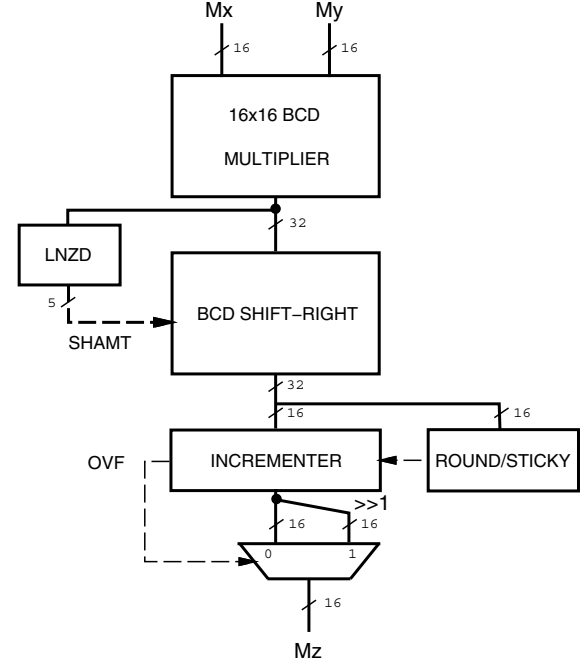 Mx My
16 16
16x16 BCD
MULTIPLIER
32
LNZD
5
BCD SHIFT–RIGHT
SHAMT
32
16 16
OVF
INCREMENTER
ROUND/STICKY
>>1
16 16
0 1
16
Mz